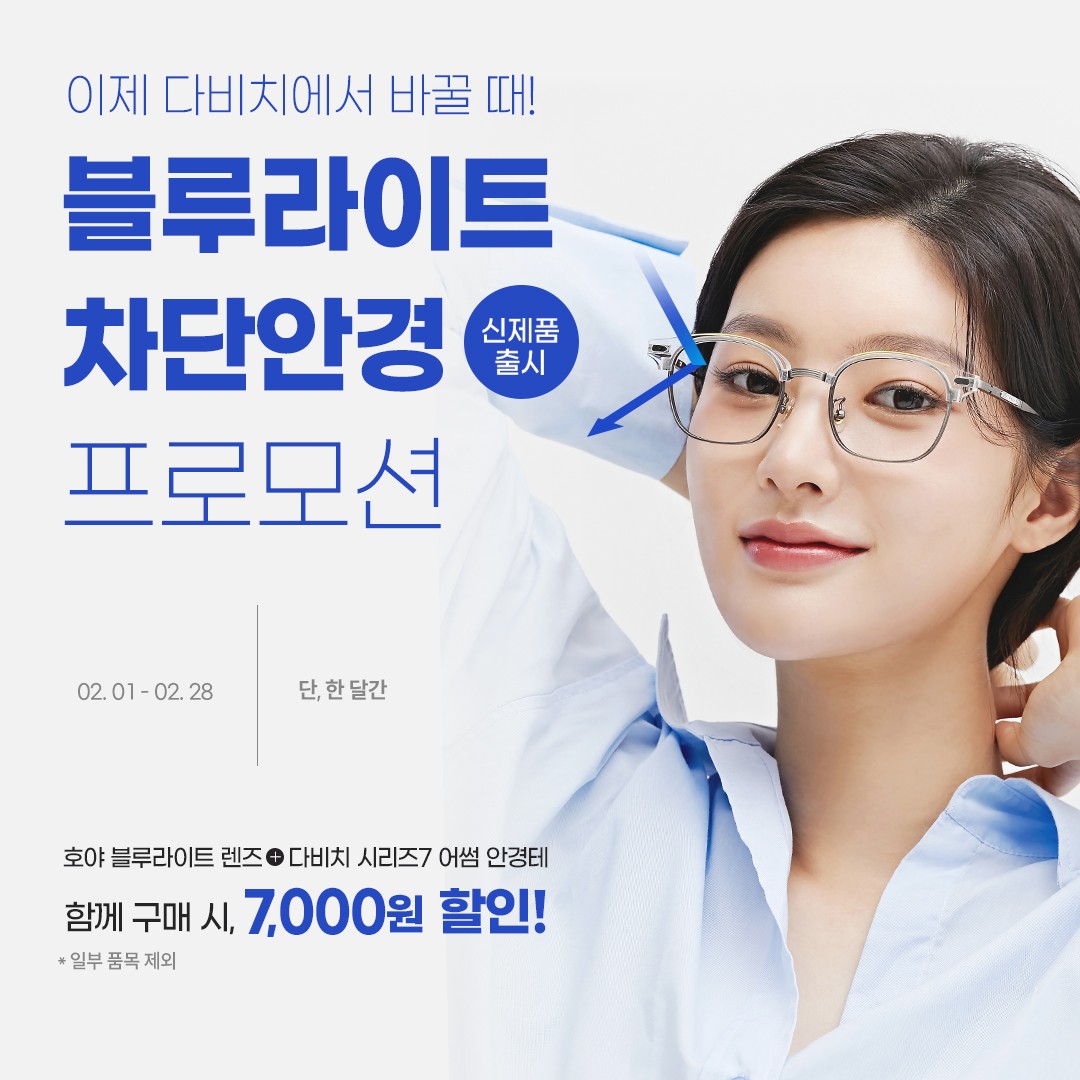 이제 다비치에서 바꿀 때!
블루라이트
차단안경
신제품
출시
프로모션
02. 01 - 02. 28
단, 한 달간
호야 블루라이트 렌즈+다비치 시리즈7 어썸 안경테
함께 구매 시, 7,000원 할인!
* 일부 품목 제외